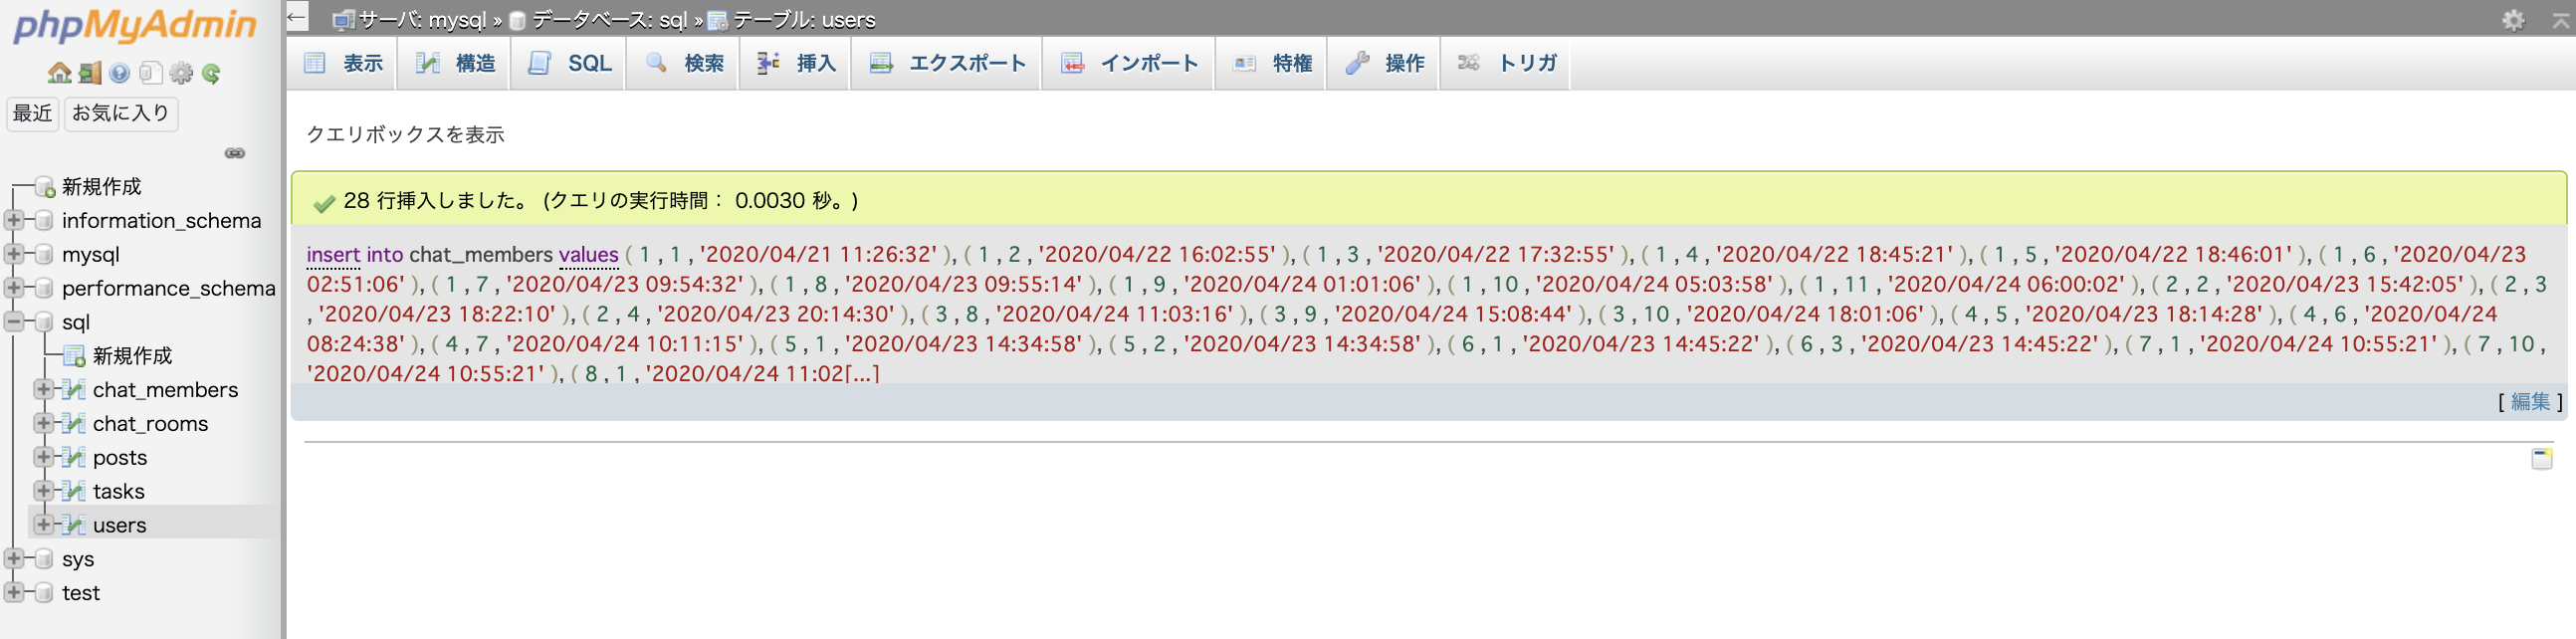 phpMyAdmin
最近 お気に入り
新規作成
information_schema
mysql
performance_schema
sql
新規作成
chat_members
chat_rooms
posts
tasks
users
sys
test
サーバ: mysql » データベース: sql » テーブル: users
表示 構造 SQL 検索 挿入 エクスポート インポート 特権 操作 トリガ
クエリボックスを表示
28 行挿入しました。 (クエリの実行時間： 0.0030 秒。)
insert into chat_members values ( 1 , 1 , '2020/04/21 11:26:32' ), ( 1 , 2 , '2020/04/22 16:02:55' ), ( 1 , 3 , '2020/04/22 17:32:55' ), ( 1 , 4 , '2020/04/22 18:45:21' ), ( 1 , 5 , '2020/04/22 18:46:01' ), ( 1 , 6 , '2020/04/23
02:51:06' ), ( 1 , 7 , '2020/04/23 09:54:32' ), ( 1 , 8 , '2020/04/23 09:55:14' ), ( 1 , 9 , '2020/04/24 01:01:06' ), ( 1 , 10 , '2020/04/24 05:03:58' ), ( 1 , 11 , '2020/04/24 06:00:02' ), ( 2 , 2 , '2020/04/23 15:42:05' ), ( 2 , 3
, '2020/04/23 18:22:10' ), ( 2 , 4 , '2020/04/23 20:14:30' ), ( 3 , 8 , '2020/04/24 11:03:16' ), ( 3 , 9 , '2020/04/24 15:08:44' ), ( 3 , 10 , '2020/04/24 18:01:06' ), ( 4 , 5 , '2020/04/23 18:14:28' ), ( 4 , 6 , '2020/04/24
08:24:38' ), ( 4 , 7 , '2020/04/24 10:11:15' ), ( 5 , 1 , '2020/04/23 14:34:58' ), ( 5 , 2 , '2020/04/23 14:34:58' ), ( 6 , 1 , '2020/04/23 14:45:22' ), ( 6 , 3 , '2020/04/23 14:45:22' ), ( 7 , 1 , '2020/04/24 10:55:21' ), ( 7 , 10 ,
'2020/04/24 10:55:21' ), ( 8 , 1 , '2020/04/24 11:02[...]
[ 編集 ]